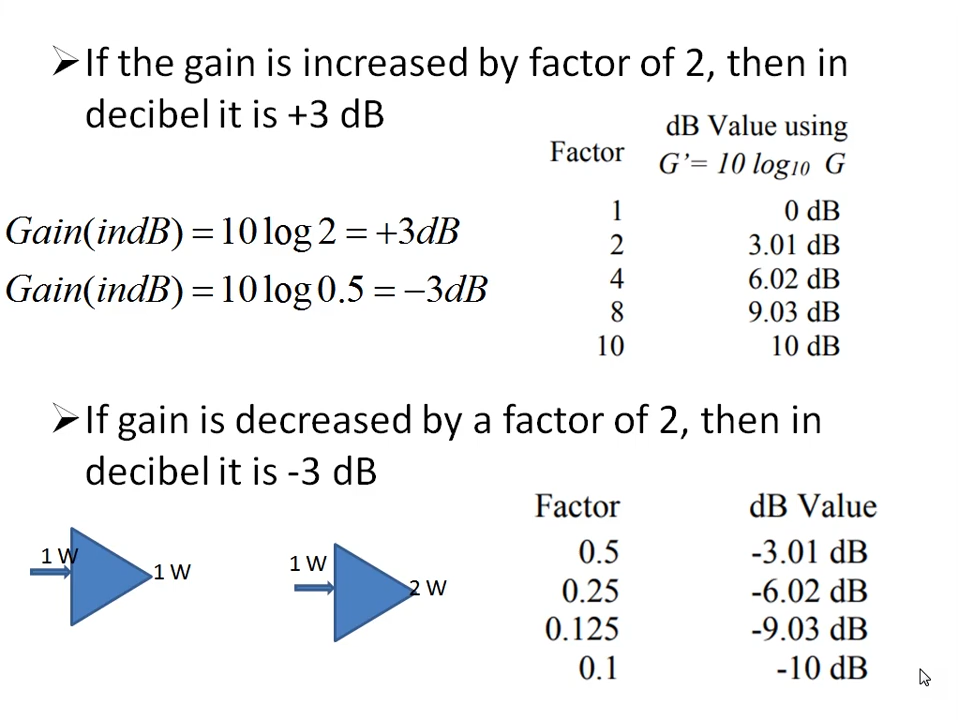 ➢If the gain is increased by factor of 2, then in
decibel it is +3 dB
Factor dB Value using
G'= 10 log10 G
1 0 dB
2 3.01 dB
4 6.02 dB
8 9.03 dB
10 10 dB
Gain(indB) = 10 log 2 = +3dB
Gain(indB) = 10 log 0.5 = −3dB
➢If gain is decreased by a factor of 2, then in
decibel it is -3 dB
1 W
1 W
1 W
2 W
Factor dB Value
0.5 -3.01 dB
0.25 -6.02 dB
0.125 -9.03 dB
0.1 -10 dB